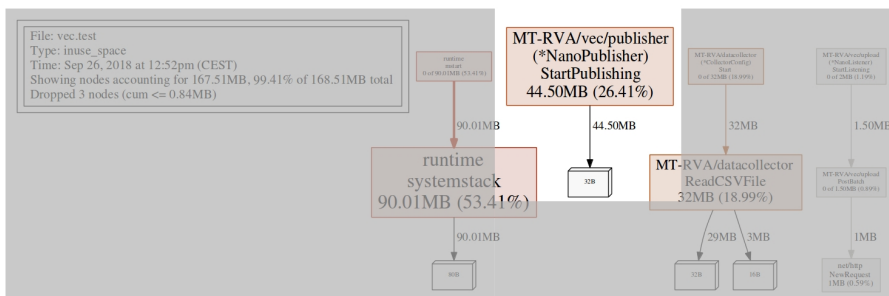 File: vec.test
Type: inuse_space
Time: Sep 26, 2018 at 12:52pm (CEST)
Showing nodes accounting for 167.51MB, 99.41% of 168.51MB total
Dropped 3 nodes (cum <= 0.84MB)
runtime
mstart
0 of 90.01MB (53.41%)
90.01MB
runtime
systemstack
90.01MB (53.41%)
90.01MB
80B
MT-RVA/vec/publisher
(*NanoPublisher)
StartPublishing
44.50MB (26.41%)
44.50MB
32B
MT-RVA/datacollector
(*CollectorConfig)
Start
0 of 32MB (18.99%)
32MB
MT-RVA/datacollector
ReadCSVFile
32MB (18.99%)
29MB
3MB
32B
16B
MT-RVA/vec/upload
(*NanoListener)
StartListening
0 of 2MB (1.19%)
1.50MB
MT-RVA/vec/upload
PostBatch
0 of 1.50MB (0.89%)
1MB
net/http
NewRequest
1MB (0.59%)